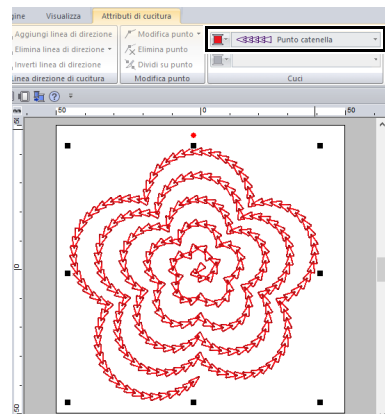 gine Visualizza Attributi di cucitura
Aggiungi linea di direzione Modifica punto Punto catenella
Elimina linea di direzione Elimina punto
Inverti linea di direzione Dividi su punto
Linea direzione di cucitura Modifica punto Cuci
mm 50 0 50
50
0
50